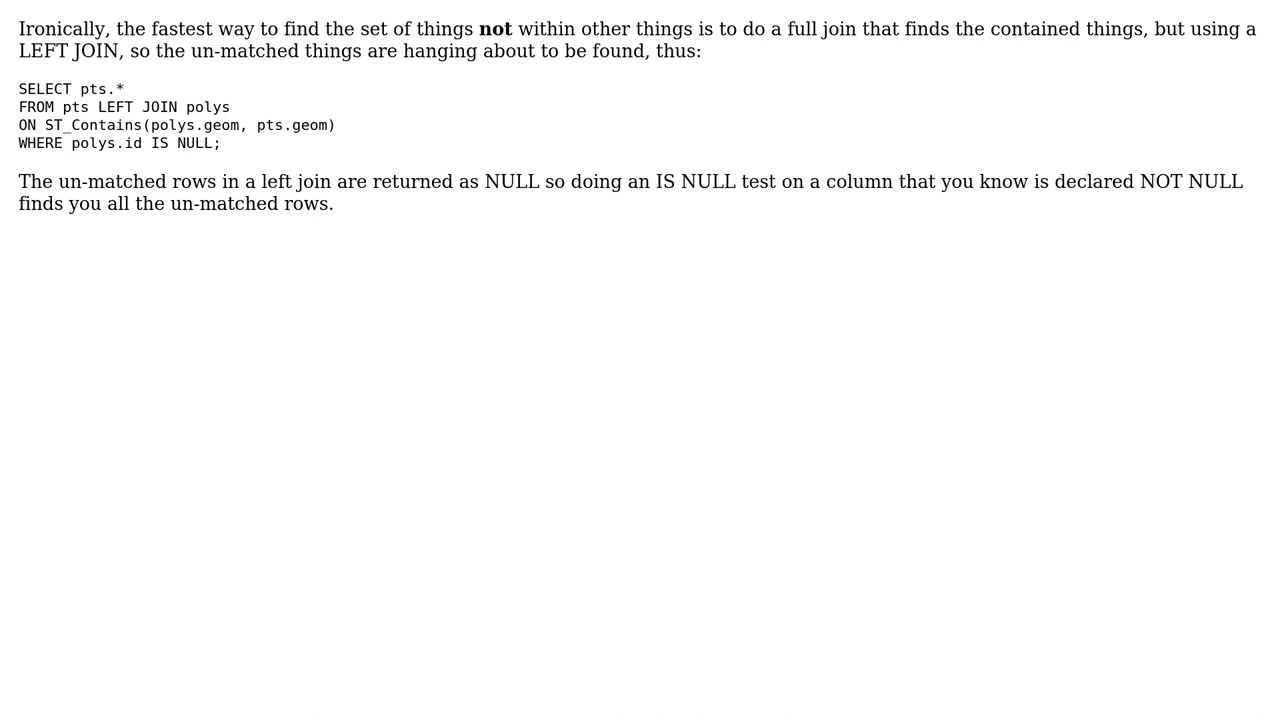 Ironically, the fastest way to find the set of things not within other things is to do a full join that finds the contained things, but using a
LEFT JOIN, so the un-matched things are hanging about to be found, thus:
SELECT pts.*
FROM pts LEFT JOIN polys
ON ST_Contains(polys.geom, pts.geom)
WHERE polys.id IS NULL;
The un-matched rows in a left join are returned as NULL so doing an IS NULL test on a column that you know is declared NOT NULL
finds you all the un-matched rows.